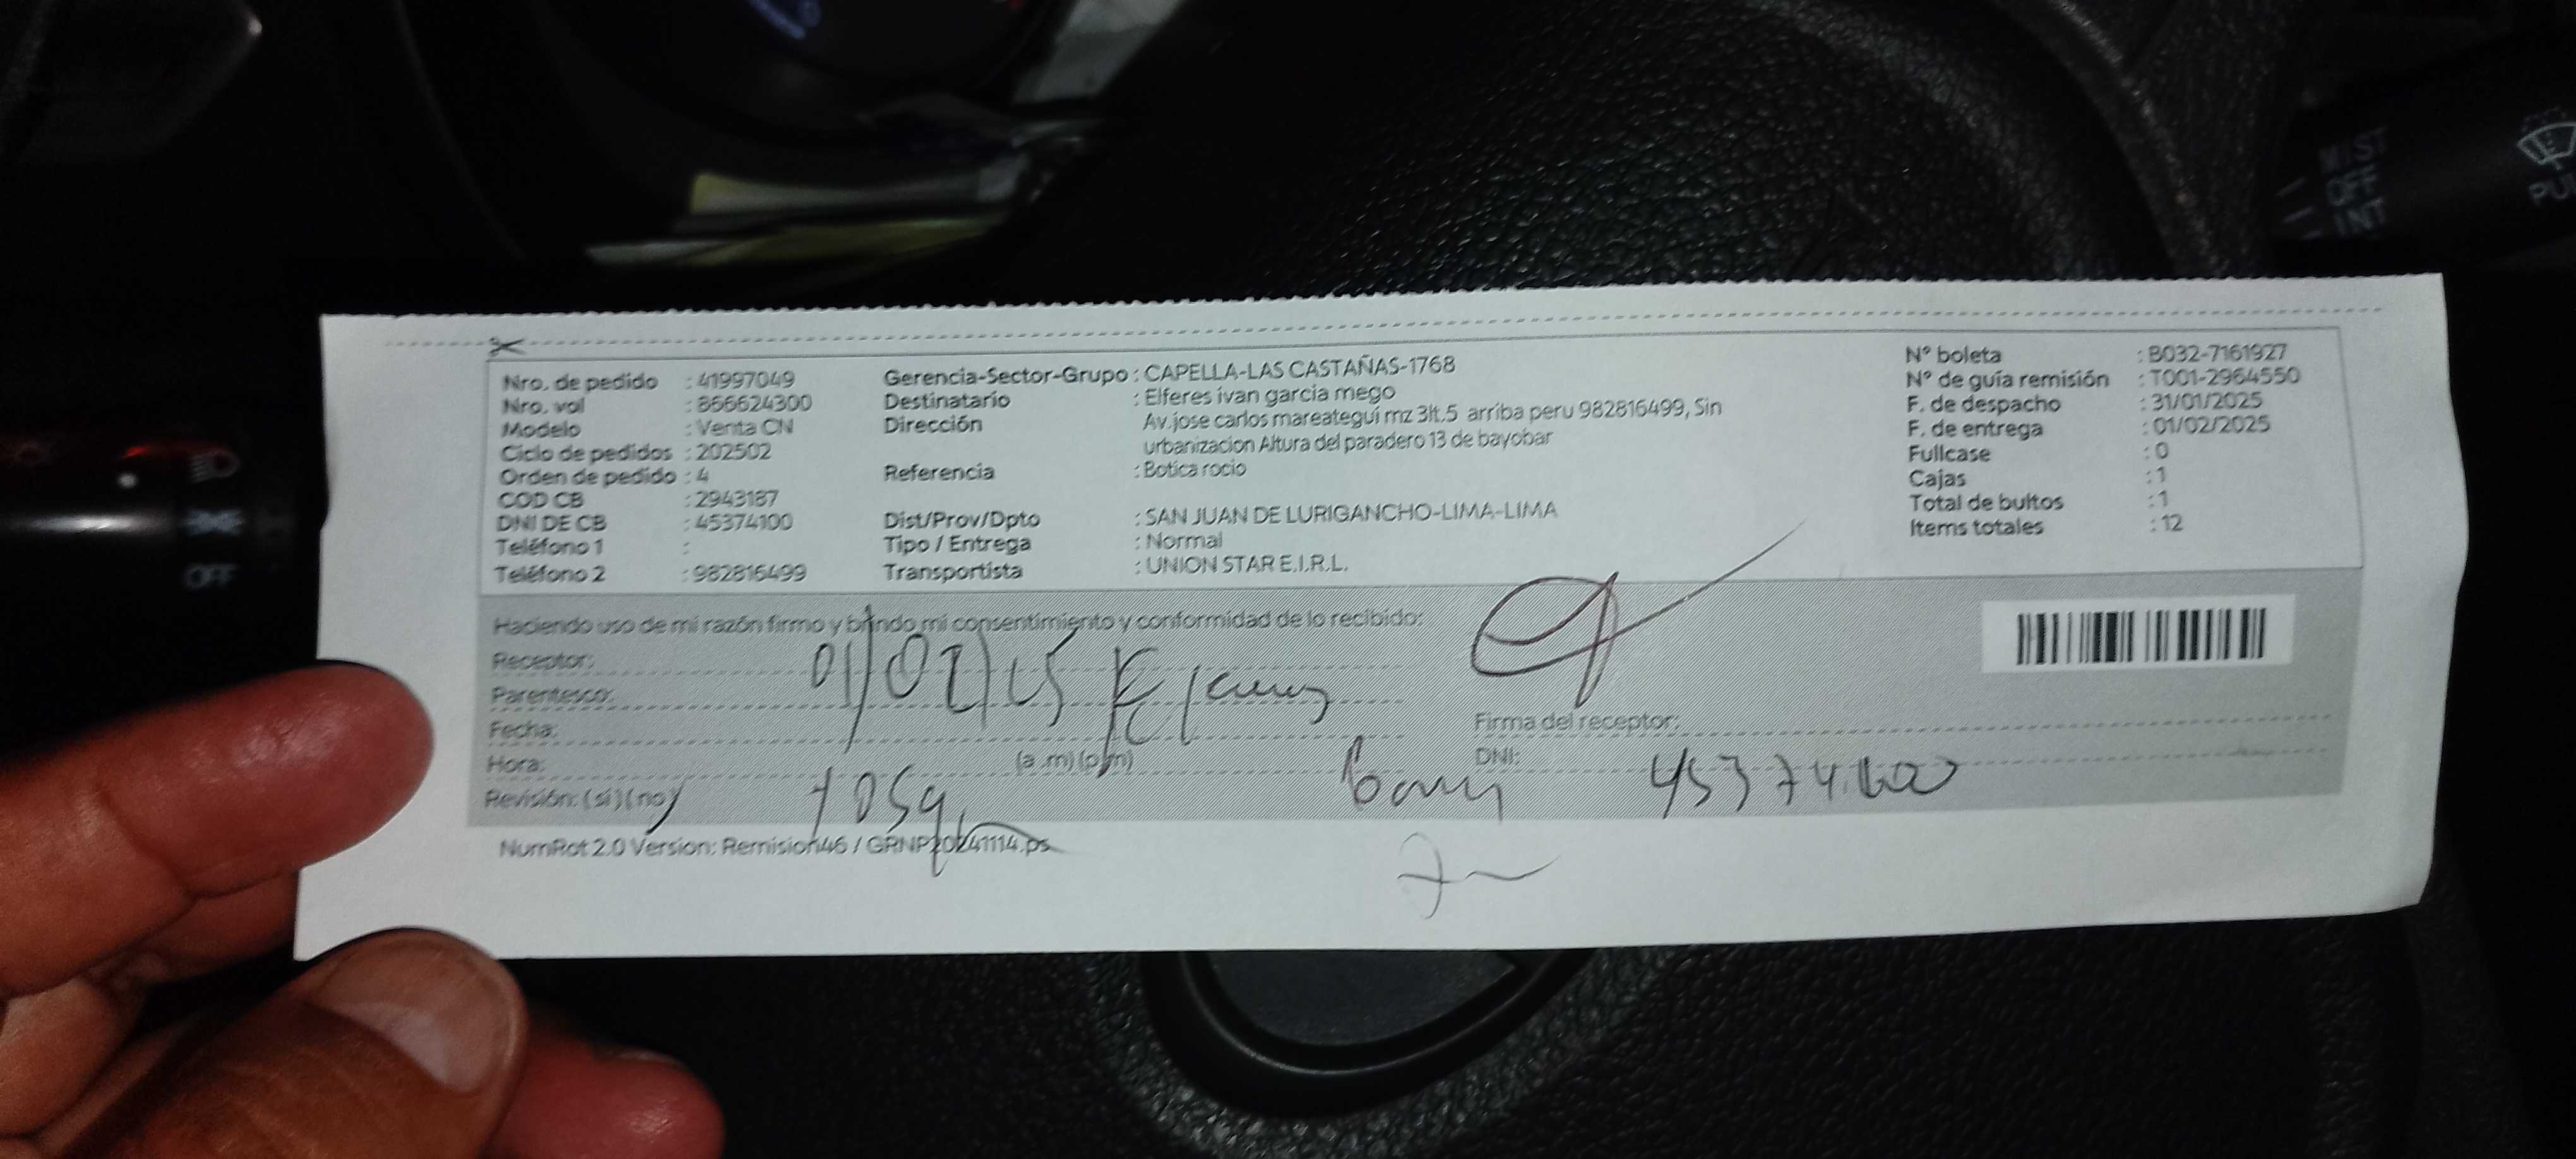 Nro. de pedido : 41997049
Nro. vol : 866624300
Modelo : Venta CN
Ciclo de pedidos : 202502
Orden de pedido : 4
COD CB : 2943187
DNI DE CB : 45374100
Teléfono 1 :
Teléfono 2 : 982816499
Gerencia-Sector-Grupo : CAPELLA-LAS CASTAÑAS-1768
Destinatario : Elferes ivan garcia mego
Dirección : Av.jose carlos mareategui mz 3lt.5 arriba peru 982816499, Sin
urbanizacion Altura del paradero 13 de bayobar
Referencia : Botica rocio
Dist/Prov/Dpto : SAN JUAN DE LURIGANCHO-LIMA-LIMA
Tipo / Entrega : Normal
Transportista : UNION STAR E.I.R.L.
N° boleta : B032-7161927
N° de guía remisión : T001-2964550
F. de despacho : 31/01/2025
F. de entrega : 01/02/2025
Fullcase : 0
Cajas : 1
Total de bultos : 1
Items totales : 12
Haciendo uso de mi razón firmo y brindo mi consentimiento y conformidad de lo recibido:
Receptor:
Parentesco:
01/02/25
Fecha:
Hora: (a .m) (p.m)
Revisión: ( si ) ( no )
Firma del receptor:
DNI: 45374100
NumRot 2.0 Version: Remision46 / GRNP20241114.ps
MIST
OFF
INT
OFF